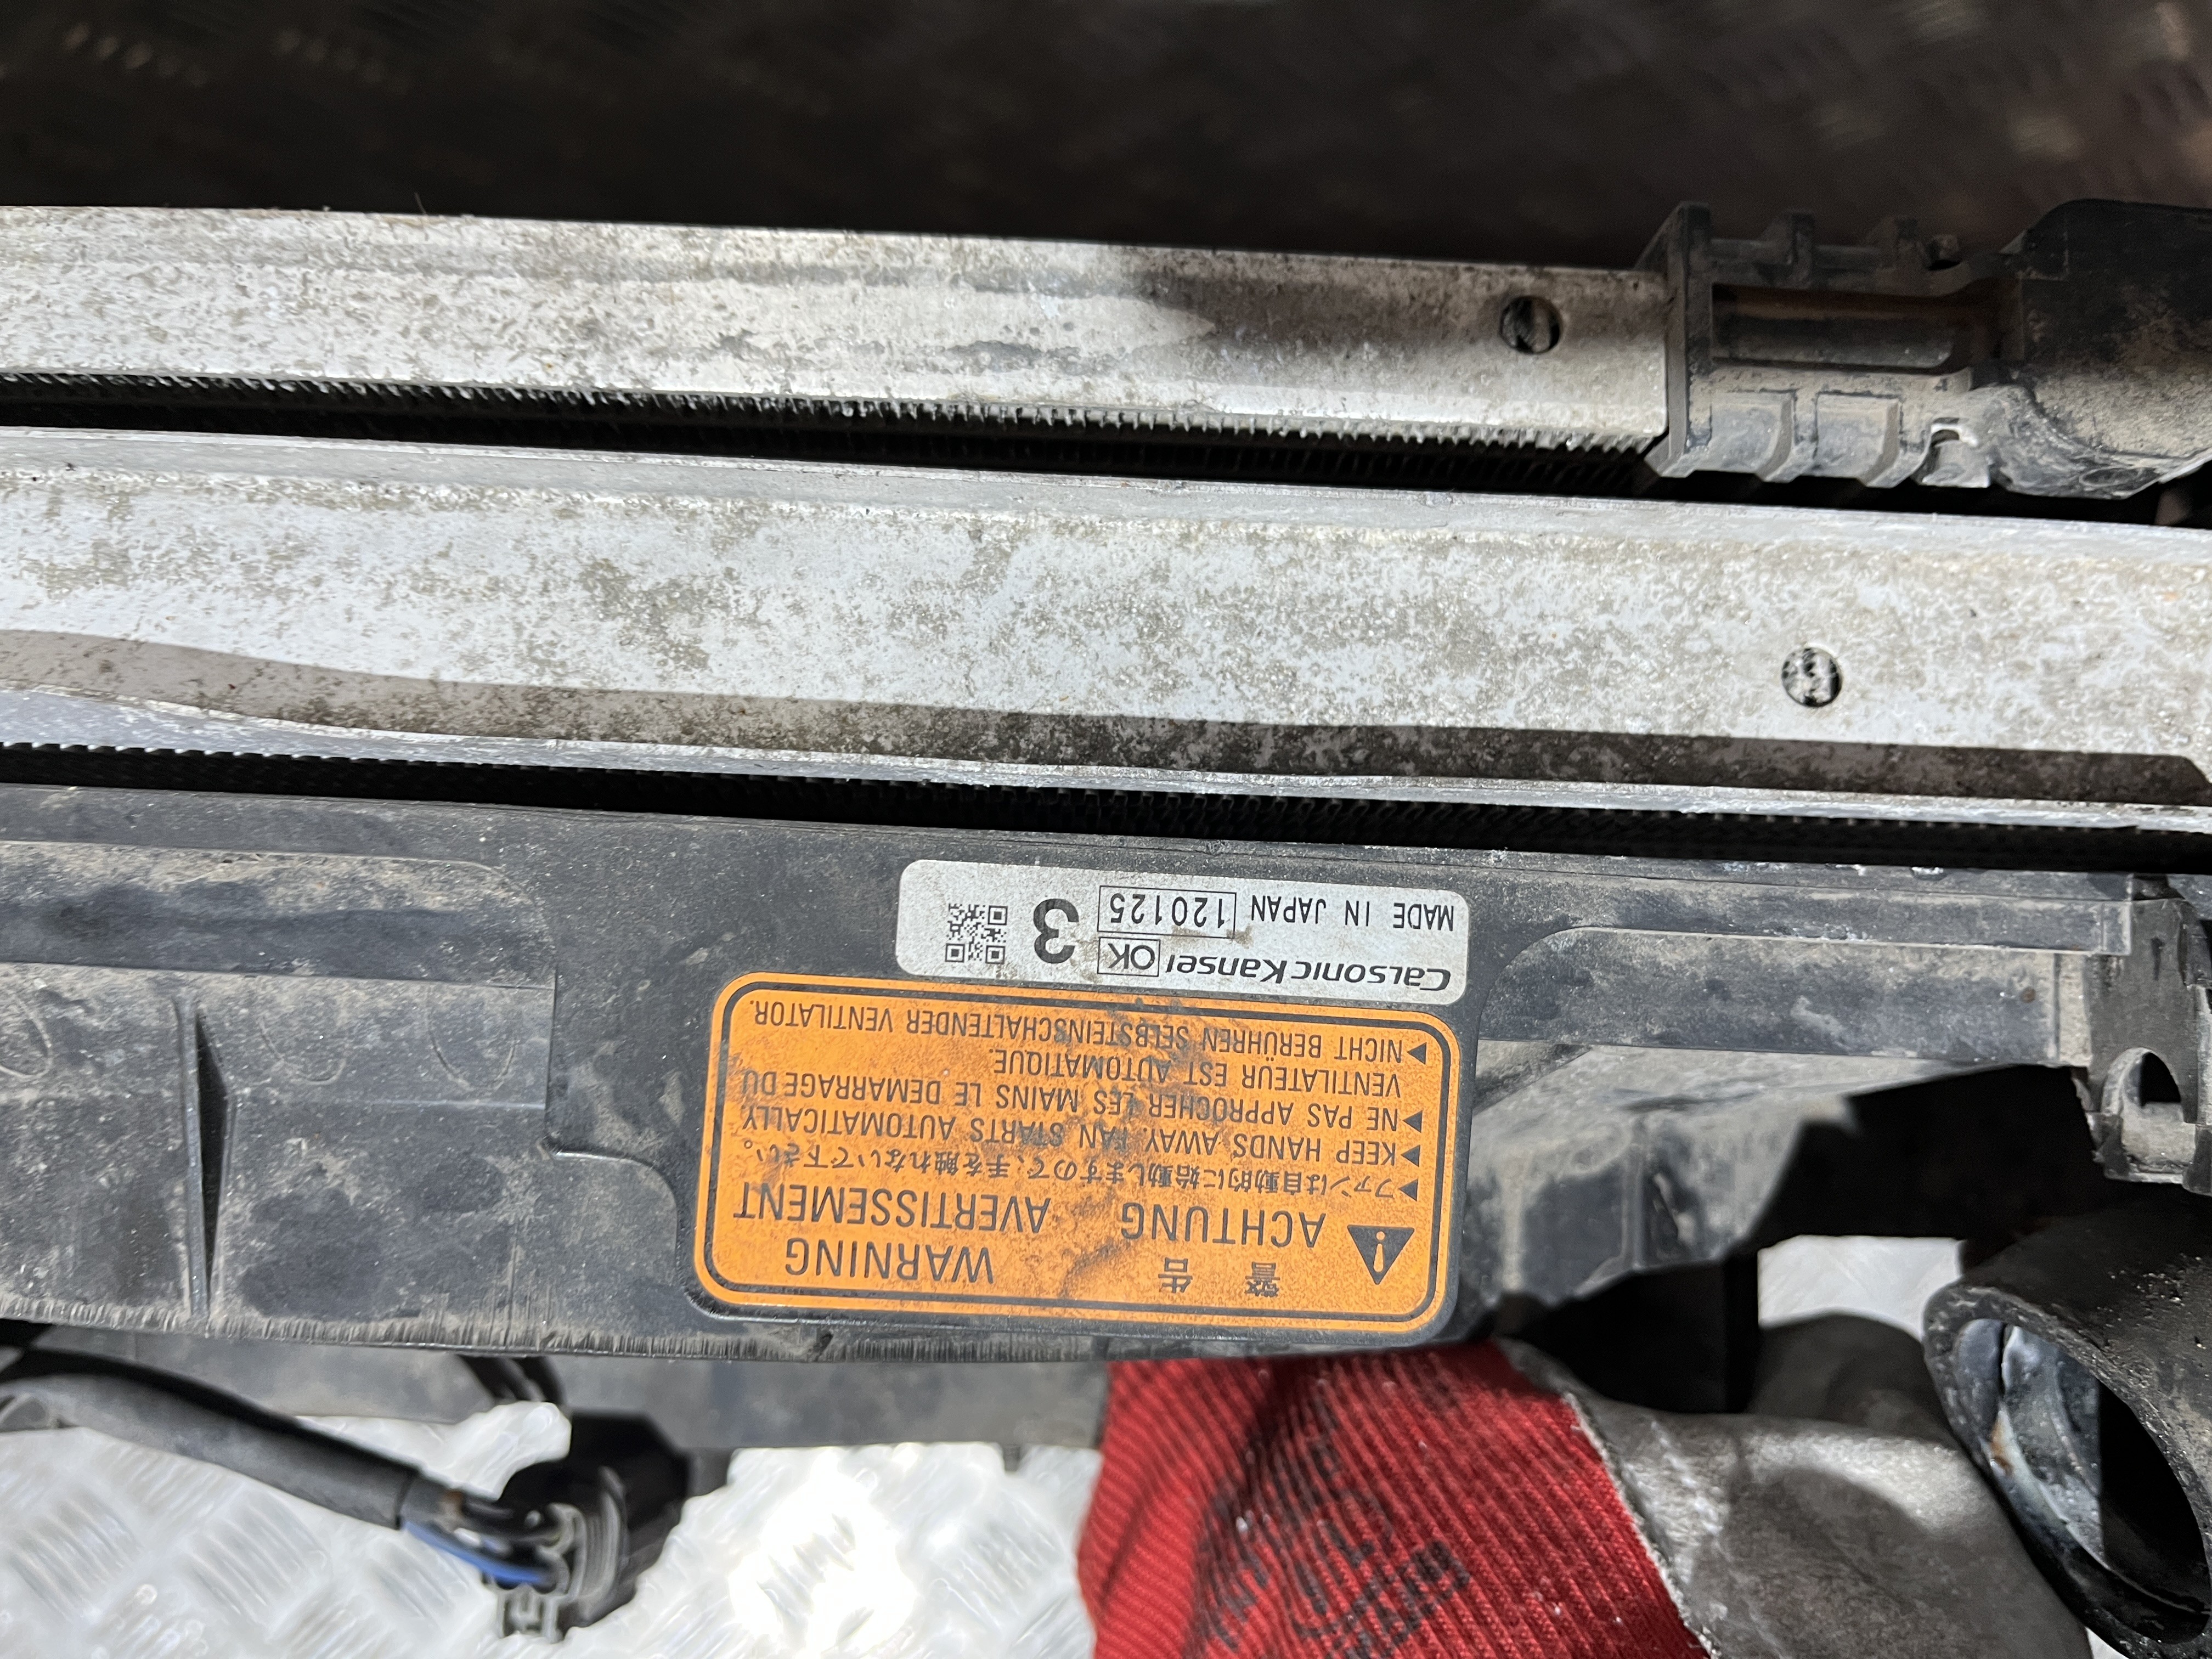 警告 WARNING
ACHTUNG AVERTISSEMENT
▶ファンは自動的に始動しますので、手を触れないで下さい。
▶KEEP HANDS AWAY. FAN STARTS AUTOMATICALLY
▶NE PAS APPROCHER LES MAINS LE DEMARRAGE DU
VENTILATEUR EST AUTOMATIQUE.
▶NICHT BERÜHREN SELBSTEINSCHALTENDER VENTILATOR.
CalsonicKansei OK 3
MADE IN JAPAN 120125